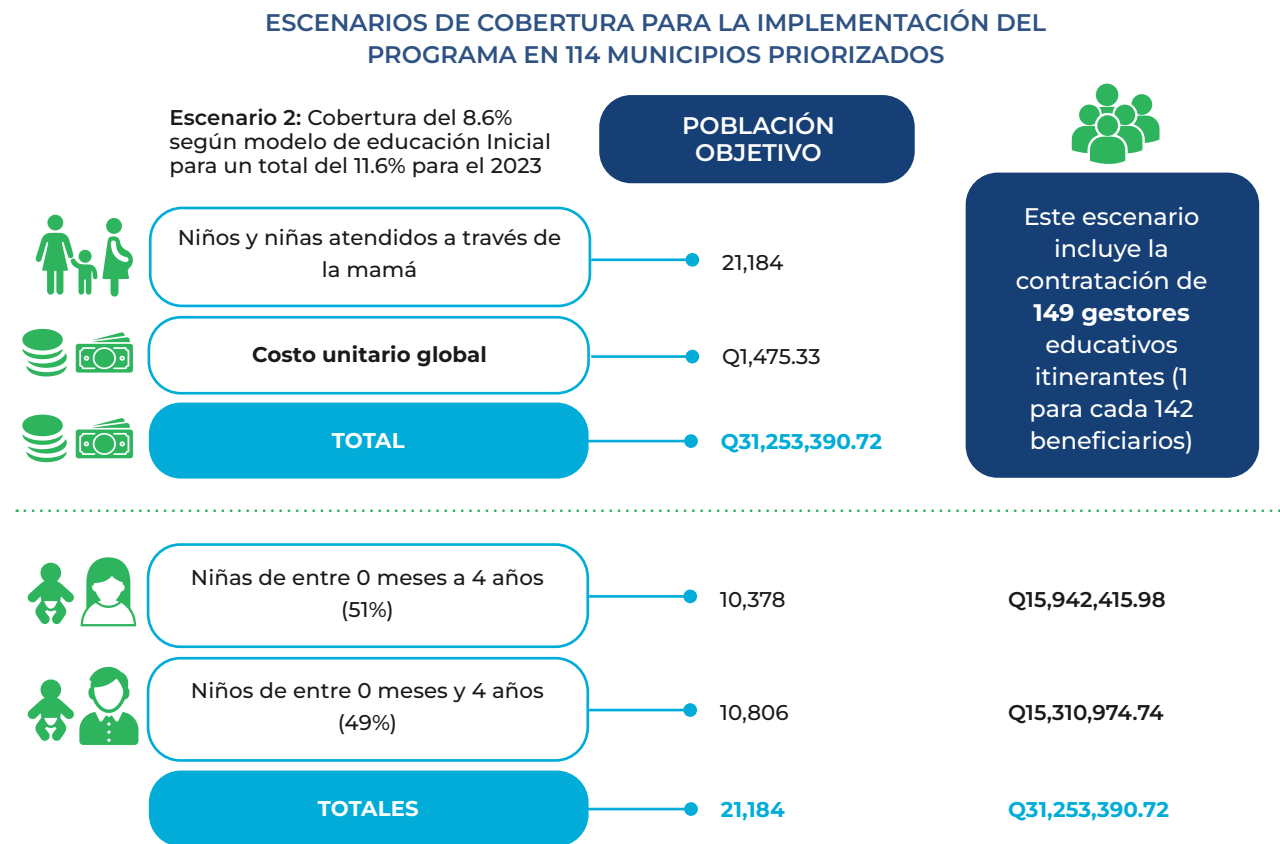 ESCENARIOS DE COBERTURA PARA LA IMPLEMENTACIÓN DEL
PROGRAMA EN 114 MUNICIPIOS PRIORIZADOS
Escenario 2: Cobertura del 8.6%
según modelo de educación Inicial
para un total del 11.6% para el 2023
POBLACIÓN
OBJETIVO
Niños y niñas atendidos a través de
la mamá
21,184
Costo unitario global
Q1,475.33
TOTAL
Q31,253,390.72
Este escenario
incluye la
contratación de
149 gestores
educativos
itinerantes (1
para cada 142
beneficiarios)
Niñas de entre 0 meses a 4 años
(51%)
10,378
Q15,942,415.98
Niños de entre 0 meses y 4 años
(49%)
10,806
Q15,310,974.74
TOTALES
21,184
Q31,253,390.72